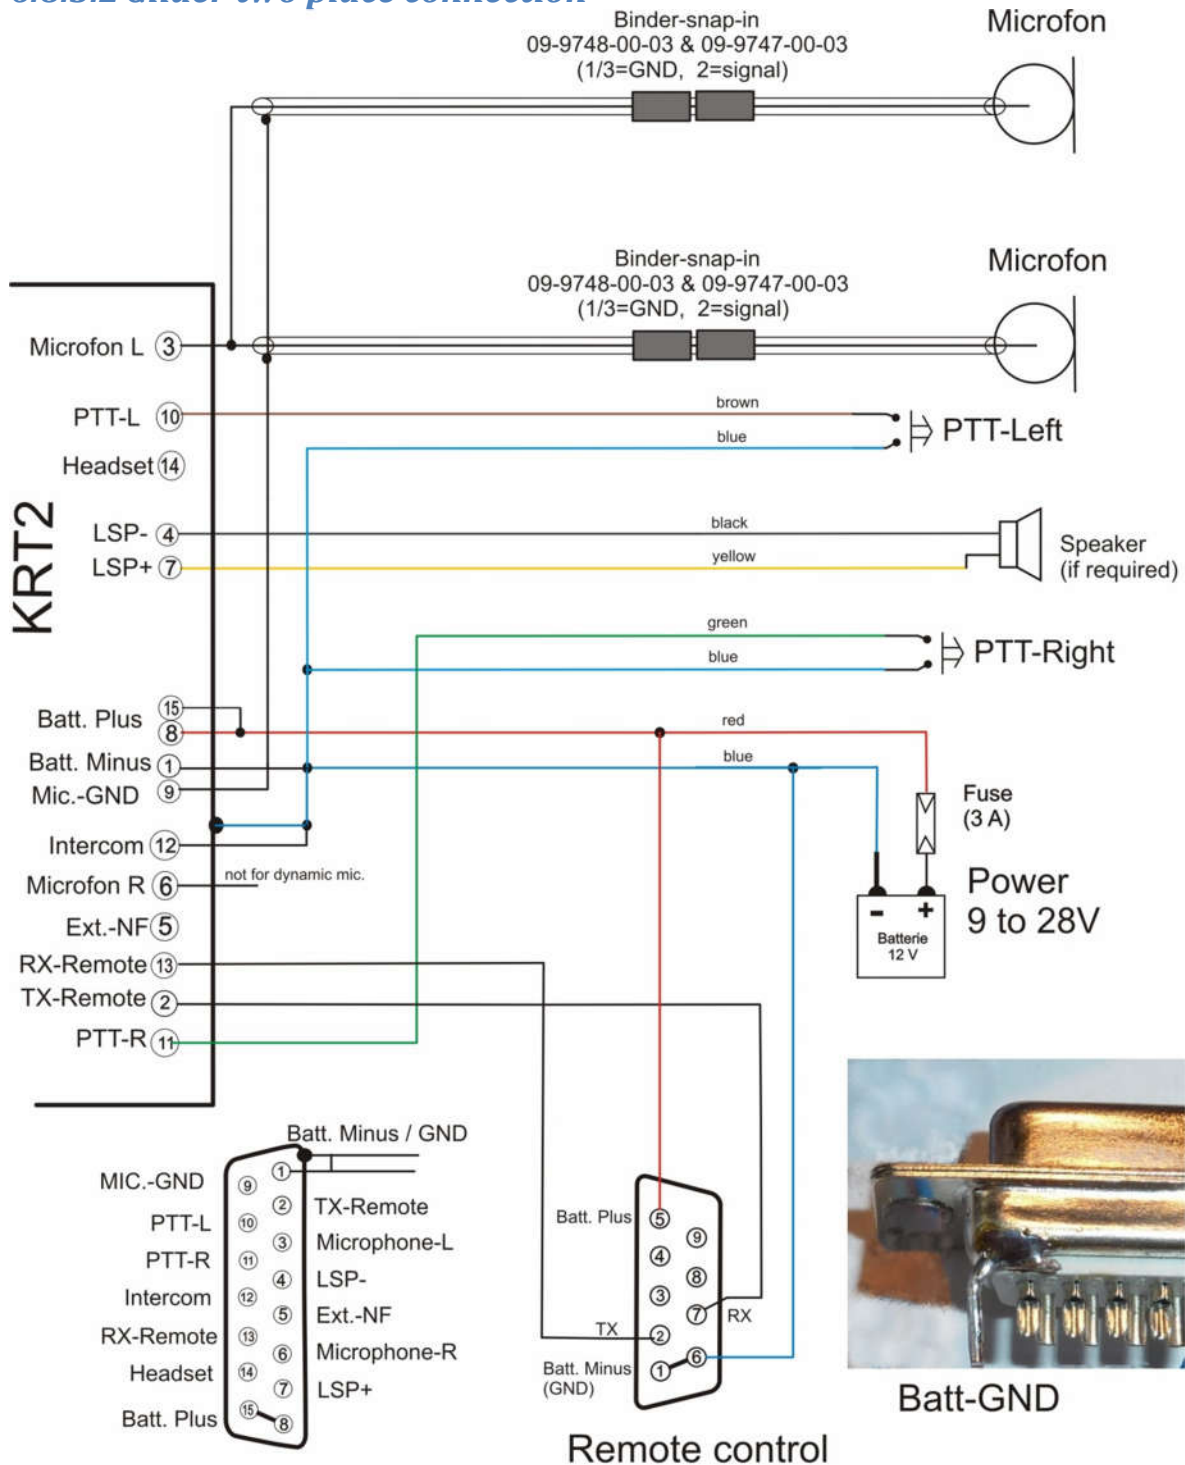 6.8.3.2 under two place connection
Binder-snap-in
09-9748-00-03 & 09-9747-00-03
(1/3=GND, 2=signal)
Microfon
Binder-snap-in
09-9748-00-03 & 09-9747-00-03
(1/3=GND, 2=signal)
Microfon
KRT2
Microfon L 3
PTT-L 10
brown
blue
PTT-Left
Headset 14
LSP- 4
black
LSP+ 7
yellow
Speaker
(if required)
green
blue
PTT-Right
15
Batt. Plus
8
red
Batt. Minus 1
blue
Mic.-GND 9
Fuse
(3 A)
Intercom 12
Microfon R 6
not for dynamic mic.
Power
9 to 28V
- +
Batterie
12 V
Ext.-NF 5
RX-Remote 13
TX-Remote 2
PTT-R 11
Batt. Minus / GND
1
MIC.-GND 9
2 TX-Remote
PTT-L 10
3 Microphone-L
PTT-R 11
4 LSP-
Intercom 12
5 Ext.-NF
RX-Remote 13
6 Microphone-R
Headset 14
7 LSP+
Batt. Plus 15
8
Batt. Plus 5
9
4
8
3
7 RX
TX 2
6
Batt. Minus 1
(GND)
Remote control
Batt-GND